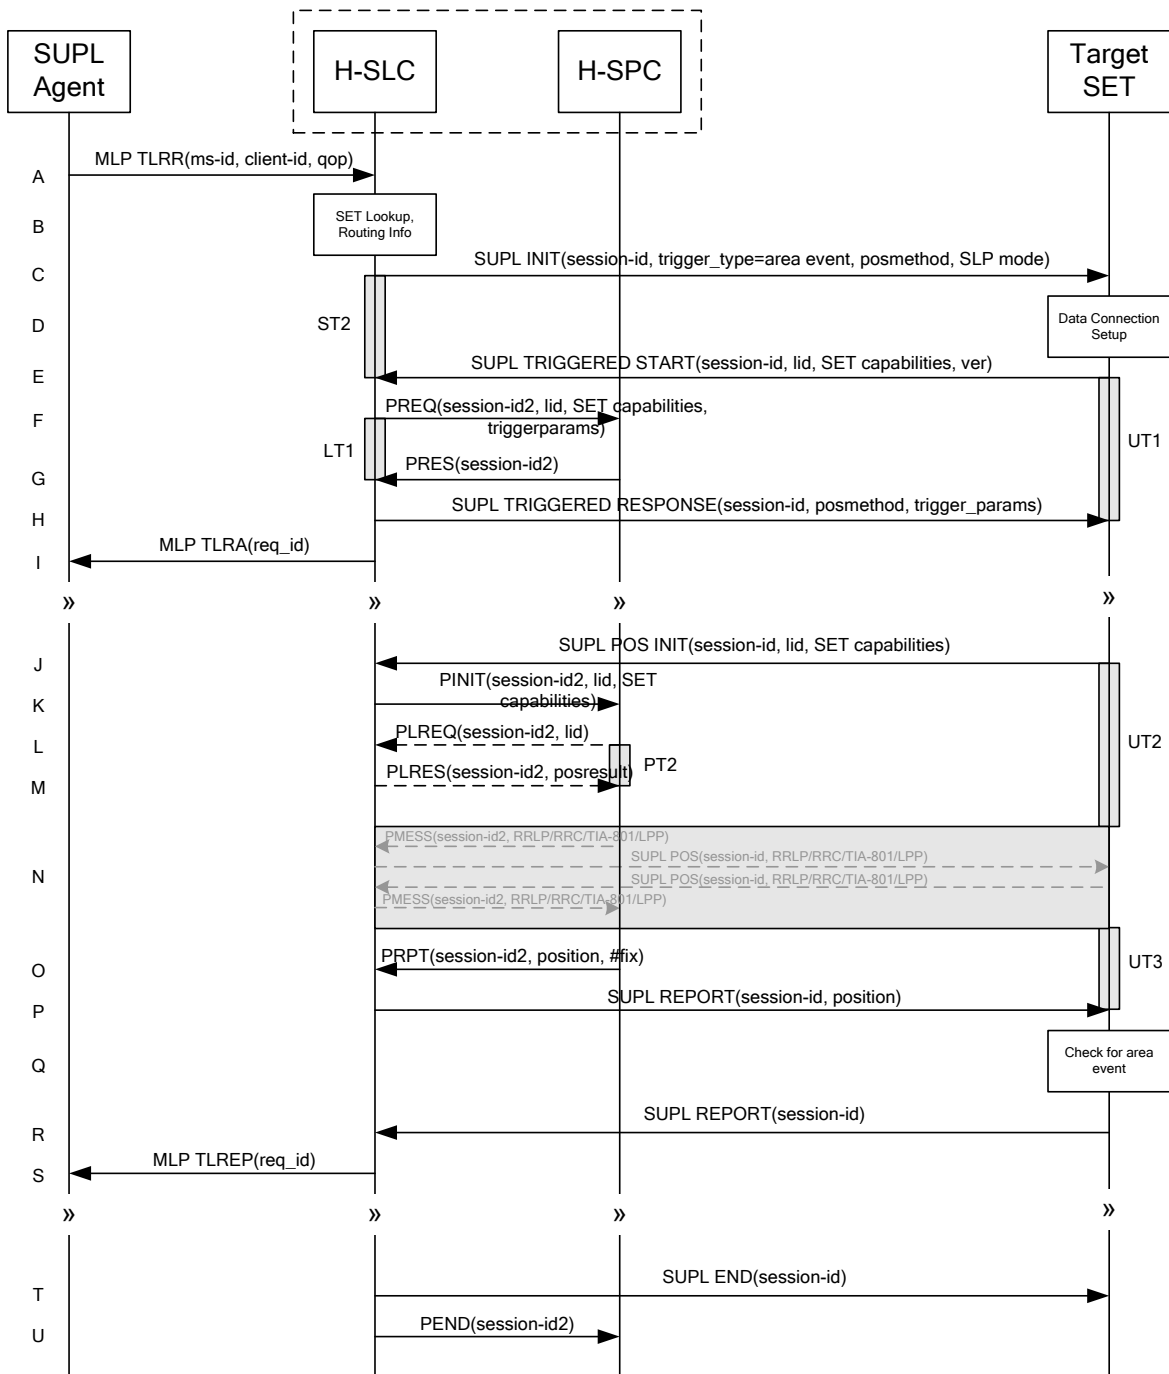 SUPL
Agent
H-SLC
H-SPC
Target
SET
A
MLP TLRR(ms-id, client-id, qop)
B
SET Lookup,
Routing Info
C
SUPL INIT(session-id, trigger_type=area event, posmethod, SLP mode)
D
ST2
Data Connection
Setup
E
SUPL TRIGGERED START(session-id, lid, SET capabilities, ver)
F
PREQ(session-id2, lid, SET capabilities,
triggerparams)
LT1
UT1
G
PRES(session-id2)
H
SUPL TRIGGERED RESPONSE(session-id, posmethod, trigger_params)
I
MLP TLRA(req_id)
» » » »
J
SUPL POS INIT(session-id, lid, SET capabilities)
K
PINIT(session-id2, lid, SET
capabilities)
L
PLREQ(session-id2, lid)
UT2
PT2
M
PLRES(session-id2, posresult)
N
PMESS(session-id2, RRLP/RRC/TIA-801/LPP)
SUPL POS(session-id, RRLP/RRC/TIA-801/LPP)
SUPL POS(session-id, RRLP/RRC/TIA-801/LPP)
PMESS(session-id2, RRLP/RRC/TIA-801/LPP)
O
PRPT(session-id2, position, #fix)
UT3
P
SUPL REPORT(session-id, position)
Q
Check for area
event
R
SUPL REPORT(session-id)
S
MLP TLREP(req_id)
» » » »
T
SUPL END(session-id)
U
PEND(session-id2)